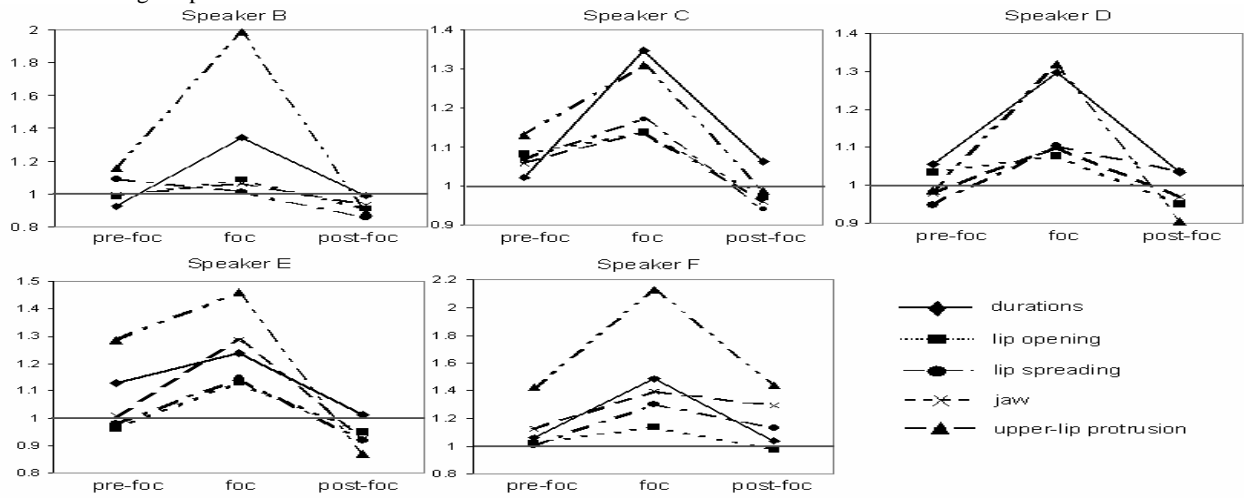 Speaker B
2
1.8
1.6
1.4
1.2
1
0.8
pre-foc foc post-foc
Speaker C
1.4
1.3
1.2
1.1
1
0.9
pre-foc foc post-foc
Speaker D
1.4
1.3
1.2
1.1
1
0.9
pre-foc foc post-foc
Speaker E
1.5
1.4
1.3
1.2
1.1
1
0.9
0.8
pre-foc foc post-foc
Speaker F
2.2
2
1.8
1.6
1.4
1.2
1
0.8
pre-foc foc post-foc
durations
lip opening
lip spreading
jaw
upper-lip protrusion